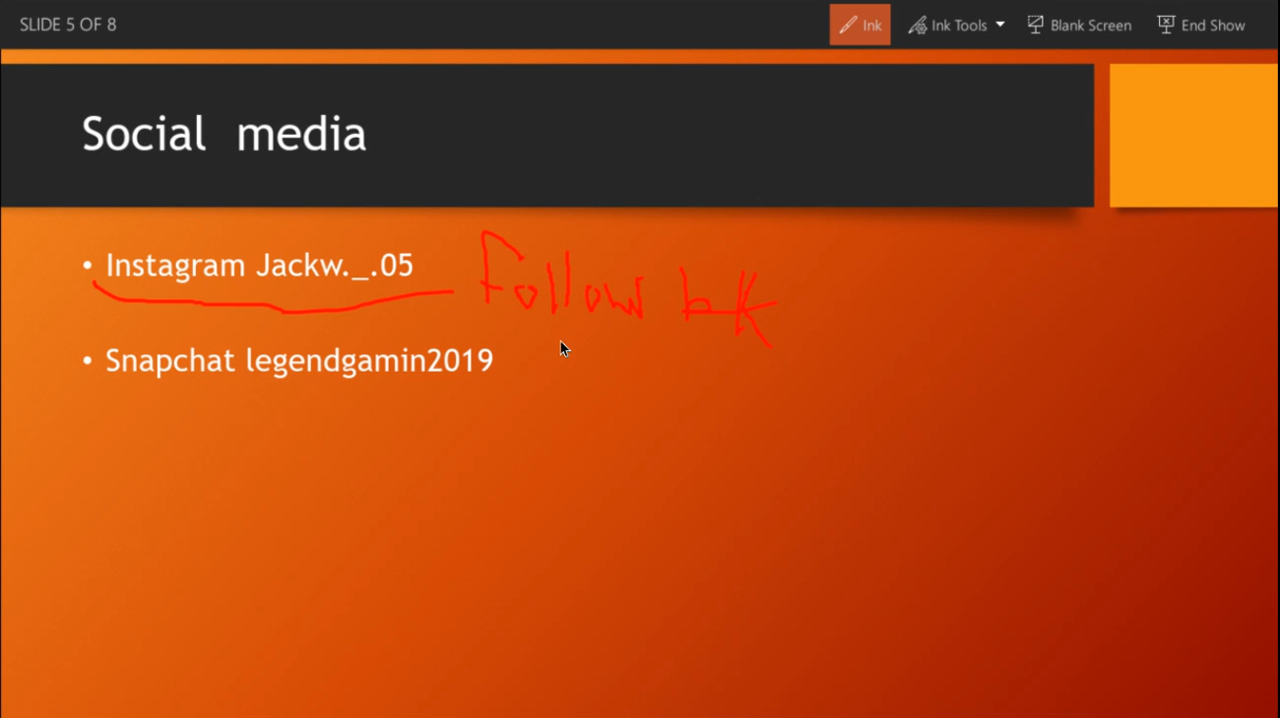 SLIDE 5 OF 8 Ink Ink Tools Blank Screen End Show
Social media
• Instagram Jackw._.05 Follow bK
• Snapchat legendgamin2019